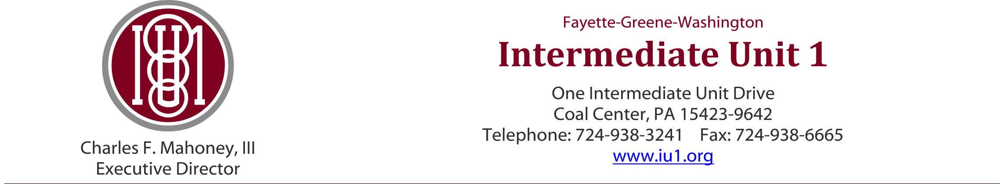 IU1
Charles F. Mahoney, III
Executive Director
Fayette-Greene-Washington
Intermediate Unit 1
One Intermediate Unit Drive
Coal Center, PA 15423-9642
Telephone: 724-938-3241 Fax: 724-938-6665
www.iu1.org